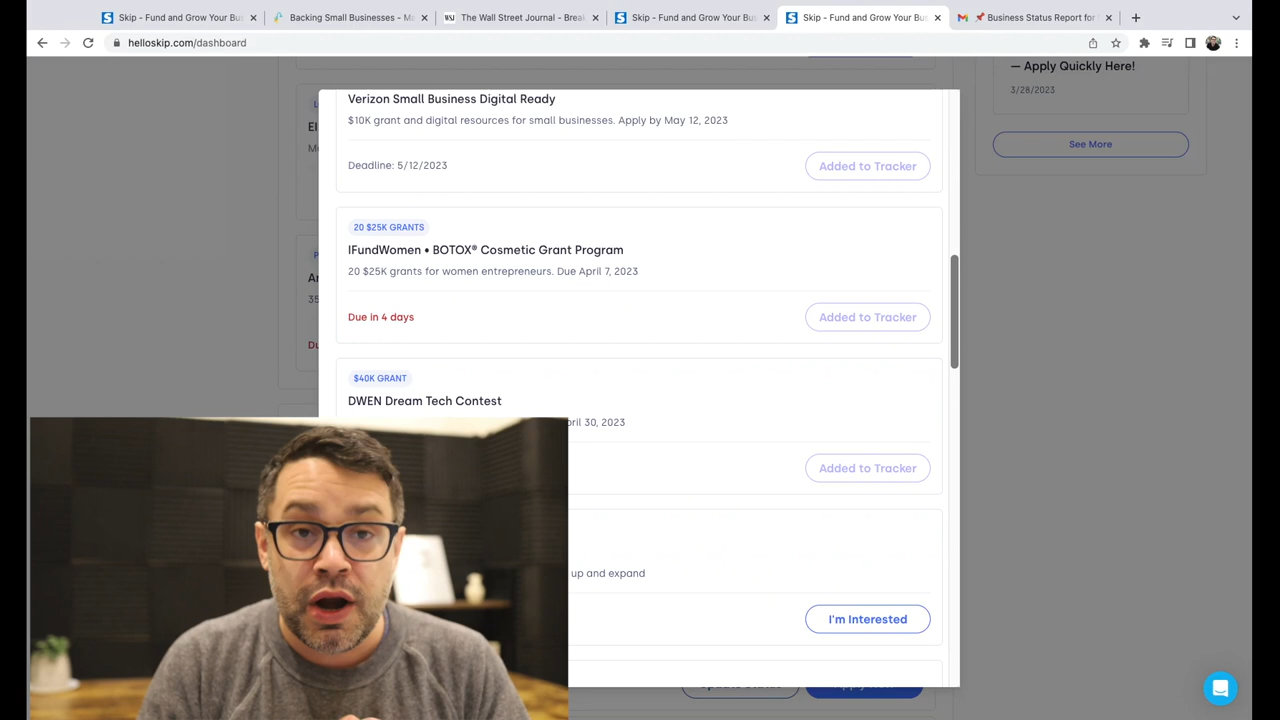 Skip - Fund and Grow Your Bus
Backing Small Businesses - Ma
The Wall Street Journal - Break
Skip - Fund and Grow Your Bus
Skip - Fund and Grow Your Bus
📌 Business Status Report for
helloskip.com/dashboard
— Apply Quickly Here!
3/28/2023
See More
Verizon Small Business Digital Ready
$10K grant and digital resources for small businesses. Apply by May 12, 2023
Deadline: 5/12/2023
Added to Tracker
20 $25K GRANTS
IFundWomen • BOTOX® Cosmetic Grant Program
20 $25K grants for women entrepreneurs. Due April 7, 2023
Due in 4 days
Added to Tracker
$40K GRANT
DWEN Dream Tech Contest
pril 30, 2023
Added to Tracker
up and expand
I'm Interested